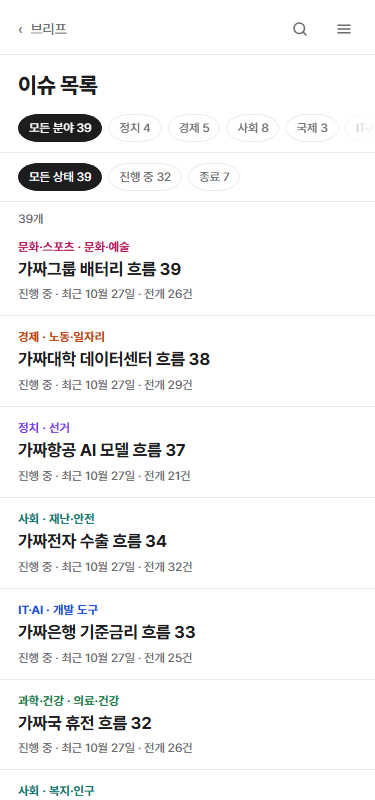 ‹ 브리프
이슈 목록
모든 분야 39 정치 4 경제 5 사회 8 국제 3 IT·
모든 상태 39 진행 중 32 종료 7
39개
문화·스포츠 · 문화·예술
가짜그룹 배터리 흐름 39
진행 중 · 최근 10월 27일 · 전개 26건
경제 · 노동·일자리
가짜대학 데이터센터 흐름 38
진행 중 · 최근 10월 27일 · 전개 29건
정치 · 선거
가짜항공 AI 모델 흐름 37
진행 중 · 최근 10월 27일 · 전개 21건
사회 · 재난·안전
가짜전자 수출 흐름 34
진행 중 · 최근 10월 27일 · 전개 32건
IT·AI · 개발 도구
가짜은행 기준금리 흐름 33
진행 중 · 최근 10월 27일 · 전개 25건
과학·건강 · 의료·건강
가짜국 휴전 흐름 32
진행 중 · 최근 10월 27일 · 전개 26건
사회 · 복지·인구